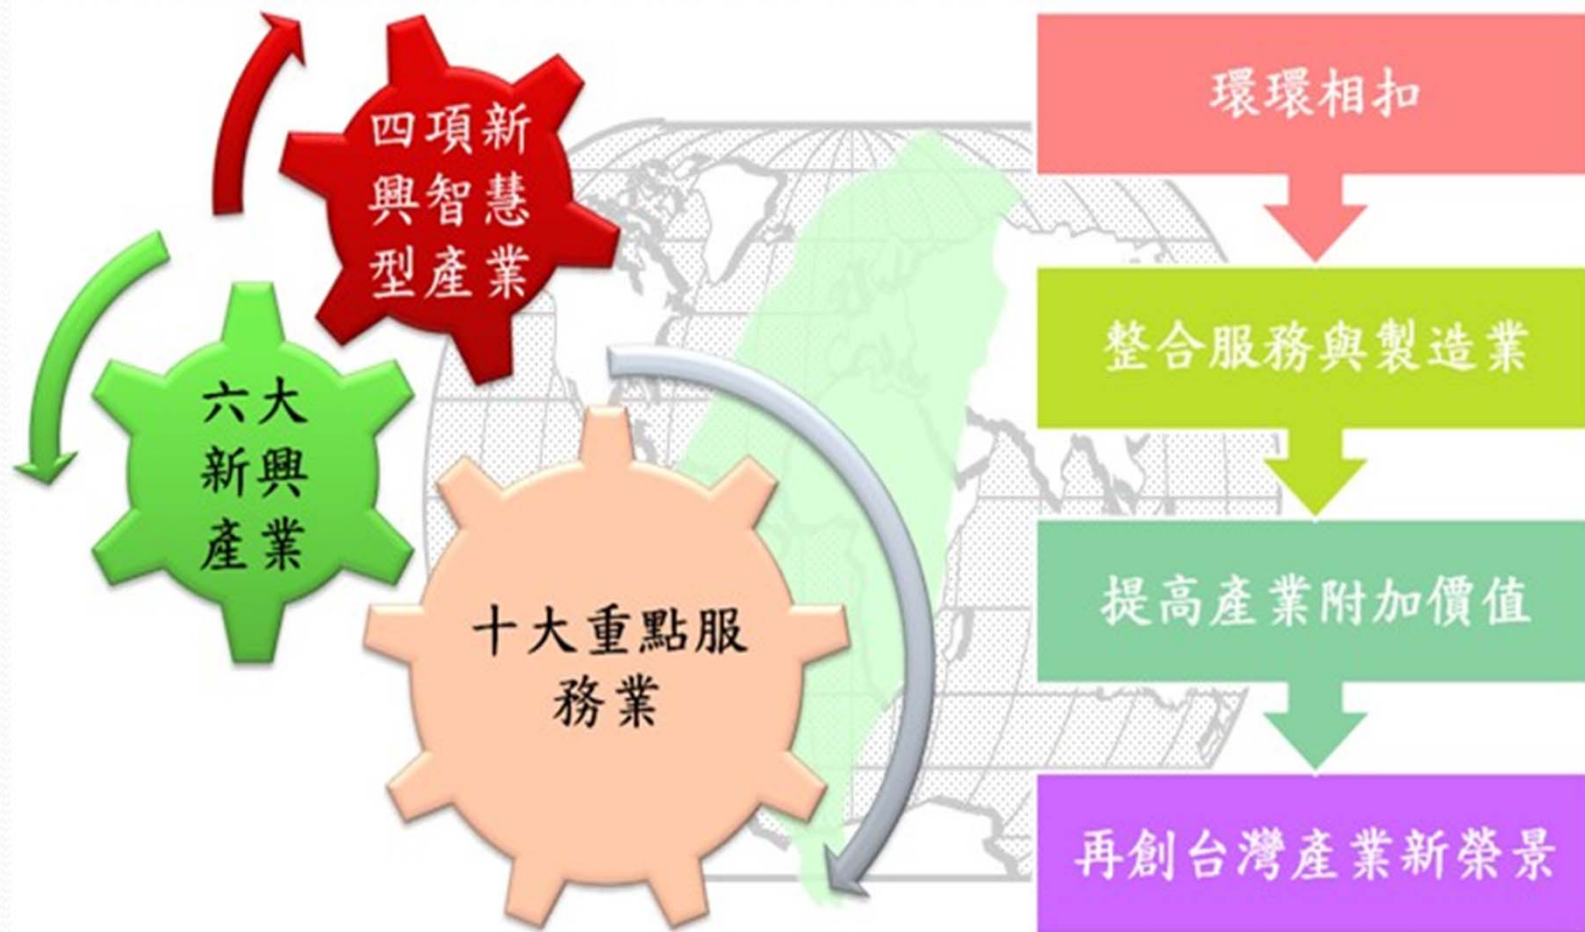 四項新
興智慧
型產業
六大
新興
產業
十大重點服
務業
環環相扣
整合服務與製造業
提高產業附加價值
再創台灣產業新榮景